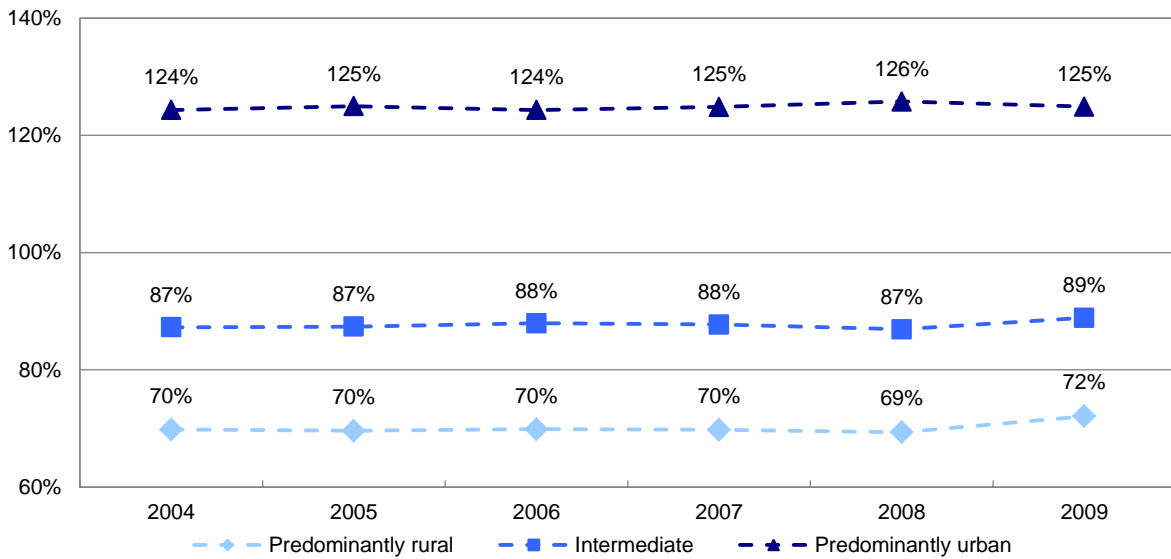 140%
124% 125% 124% 125% 126% 125%
120%
100%
87% 87% 88% 88% 87% 89%
80%
70% 70% 70% 70% 69% 72%
60%
2004 2005 2006 2007 2008 2009
Predominantly rural Intermediate Predominantly urban